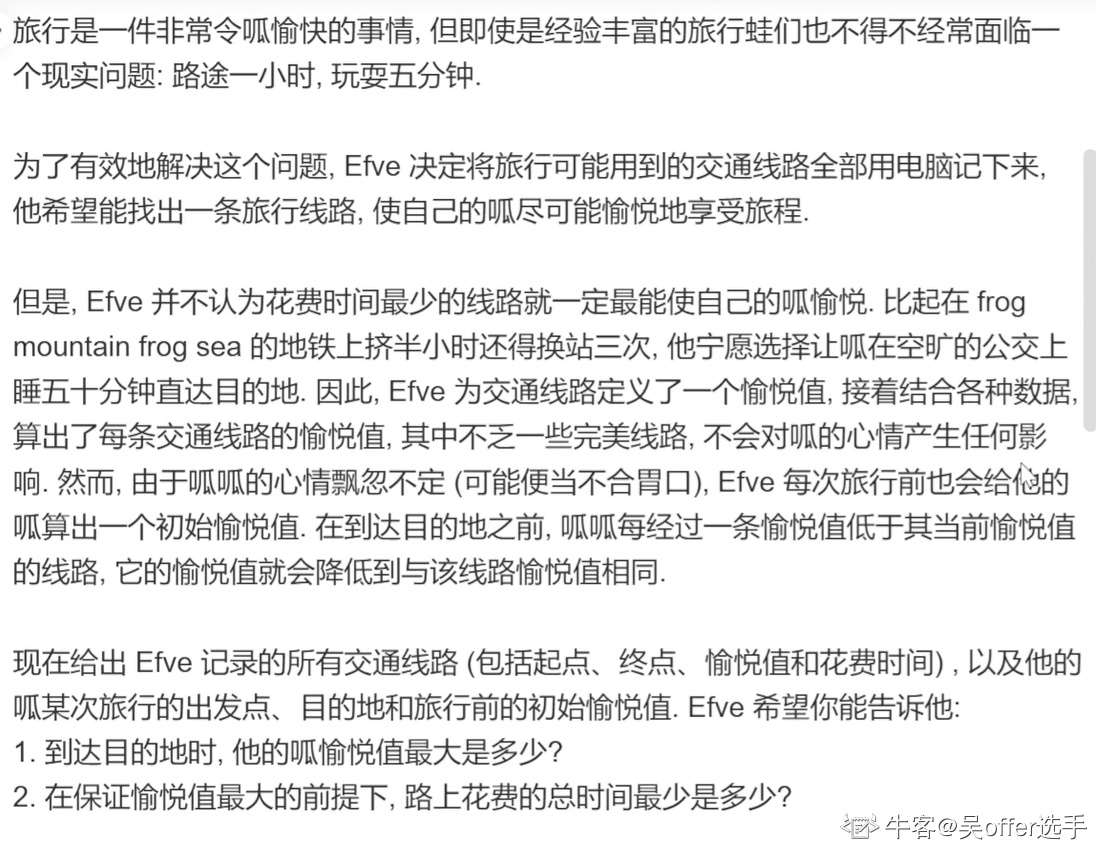 旅行是一件非常令呱愉快的事情, 但即使是经验丰富的旅行蛙们也不得不经常面临一
个现实问题: 路途一小时, 玩耍五分钟.
为了有效地解决这个问题, Efve 决定将旅行可能用到的交通线路全部用电脑记下来,
他希望能找出一条旅行线路, 使自己的呱尽可能愉悦地享受旅程.
但是, Efve 并不认为花费时间最少的线路就一定最能使自己的呱愉悦. 比起在 frog
mountain frog sea 的地铁上挤半小时还得换站三次, 他宁愿选择让呱在空旷的公交上
睡五十分钟直达目的地. 因此, Efve 为交通线路定义了一个愉悦值, 接着结合各种数据,
算出了每条交通线路的愉悦值, 其中不乏一些完美线路, 不会对呱的心情产生任何影
响. 然而, 由于呱呱的心情飘忽不定 (可能便当不合胃口), Efve 每次旅行前也会给他的
呱算出一个初始愉悦值. 在到达目的地之前, 呱呱每经过一条愉悦值低于其当前愉悦值
的线路, 它的愉悦值就会降低到与该线路愉悦值相同.
现在给出 Efve 记录的所有交通线路 (包括起点、终点、愉悦值和花费时间) , 以及他的
呱某次旅行的出发点、目的地和旅行前的初始愉悦值. Efve 希望你能告诉他:
1. 到达目的地时, 他的呱愉悦值最大是多少?
2. 在保证愉悦值最大的前提下, 路上花费的总时间最少是多少?
牛客@吴offer选手